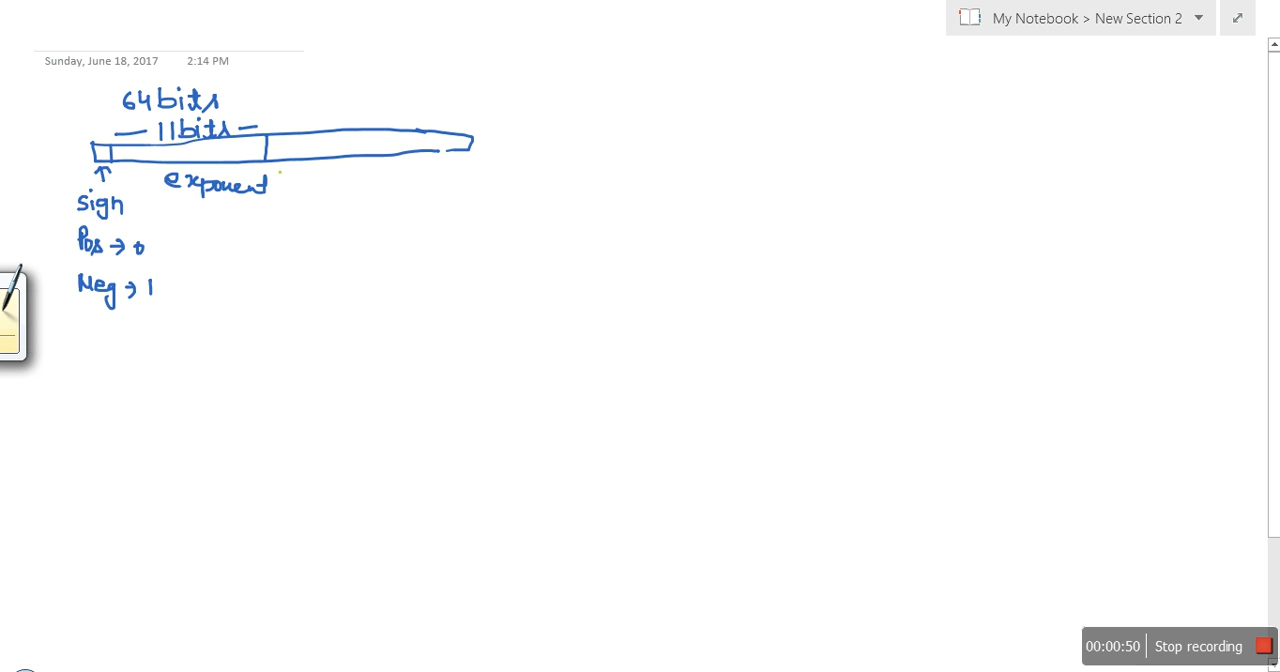 My Notebook > New Section 2
Sunday, June 18, 2017 2:14 PM
64 bits
11 bits
exponent
Sign
Pos → 0
Neg → 1
00:00:50 Stop recording